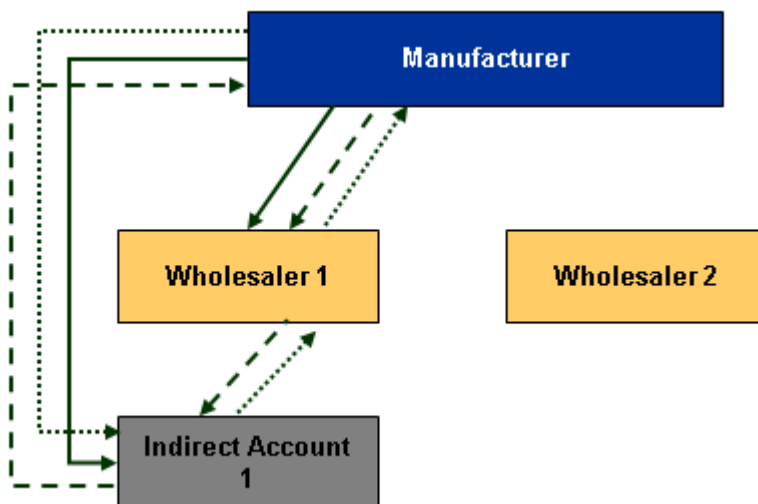 Manufacturer
Wholesaler 1
Wholesaler 2
Indirect Account
1